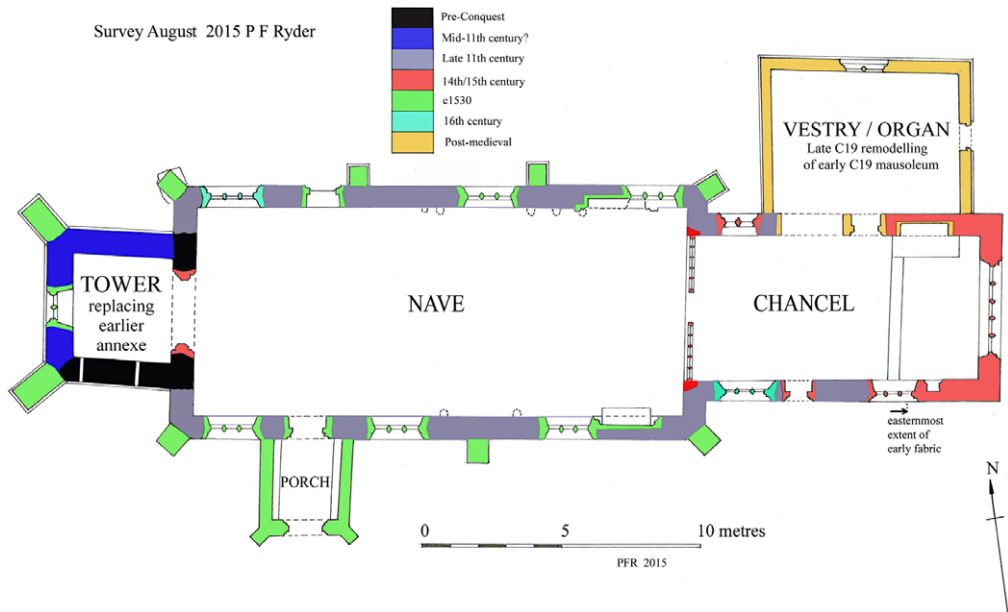 Survey August 2015 P F Ryder
Pre-Conquest
Mid-11th century?
Late 11th century
14th/15th century
c1530
16th century
Post-medieval
VESTRY / ORGAN
Late C19 remodelling
of early C19 mausoleum
TOWER
replacing
earlier
annexe
NAVE
CHANCEL
easternmost
extent of
early fabric
PORCH
N
0 5 10 metres
PFR 2015